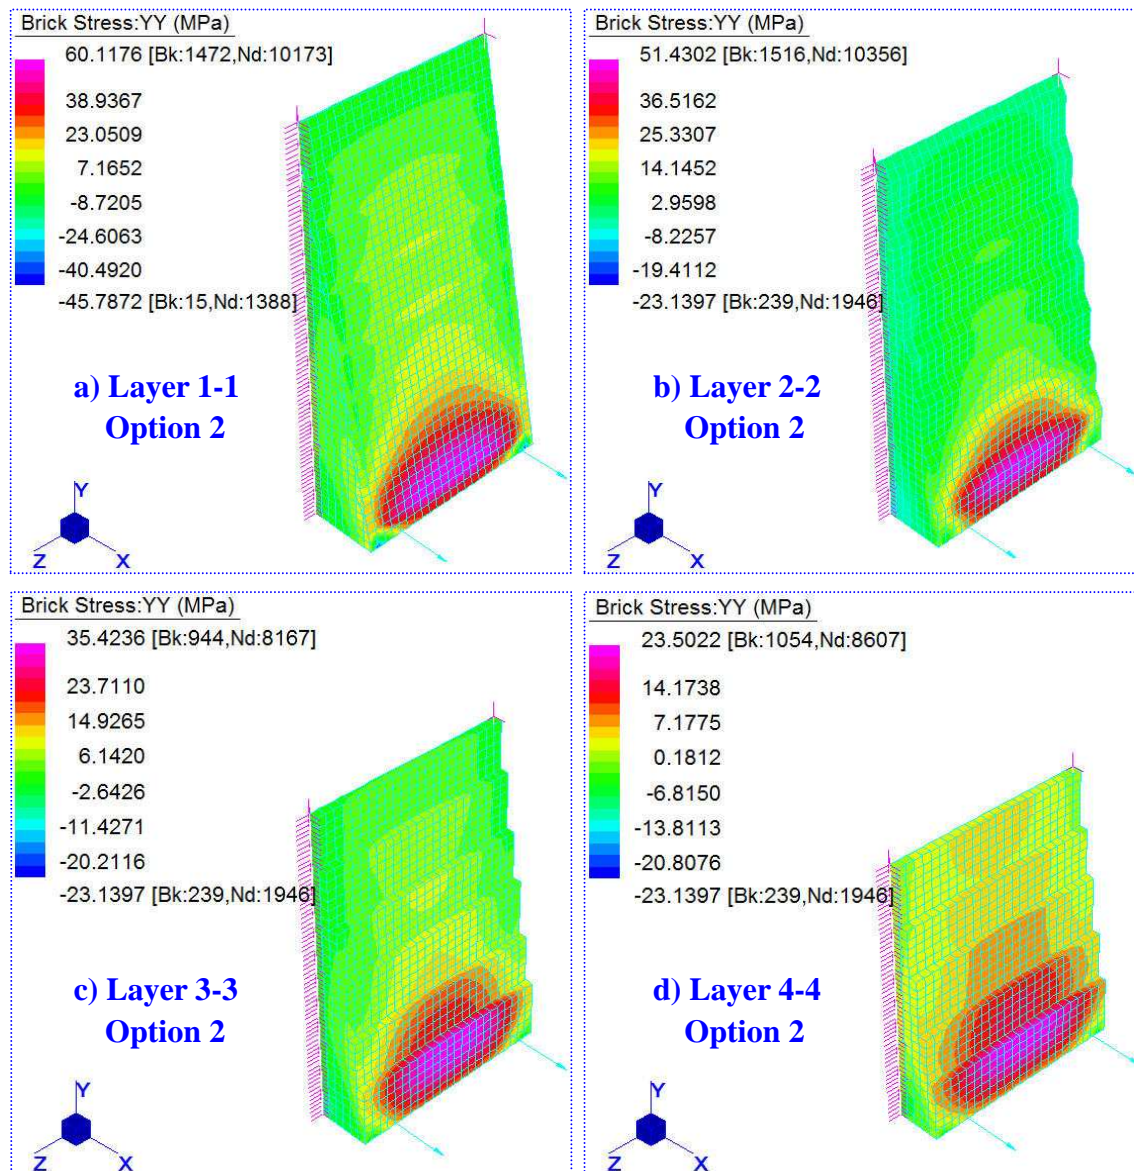 Brick Stress:YY (MPa)
60.1176 [Bk:1472,Nd:10173]
38.9367
23.0509
7.1652
-8.7205
-24.6063
-40.4920
-45.7872 [Bk:15,Nd:1388]
a) Layer 1-1
Option 2
Y
Z
X
Brick Stress:YY (MPa)
51.4302 [Bk:1516,Nd:10356]
36.5162
25.3307
14.1452
2.9598
-8.2257
-19.4112
-23.1397 [Bk:239,Nd:1946]
b) Layer 2-2
Option 2
Y
Z
X
Brick Stress:YY (MPa)
35.4236 [Bk:944,Nd:8167]
23.7110
14.9265
6.1420
-2.6426
-11.4271
-20.2116
-23.1397 [Bk:239,Nd:1946]
c) Layer 3-3
Option 2
Y
Z
X
Brick Stress:YY (MPa)
23.5022 [Bk:1054,Nd:8607]
14.1738
7.1775
0.1812
-6.8150
-13.8113
-20.8076
-23.1397 [Bk:239,Nd:1946]
d) Layer 4-4
Option 2
Y
Z
X